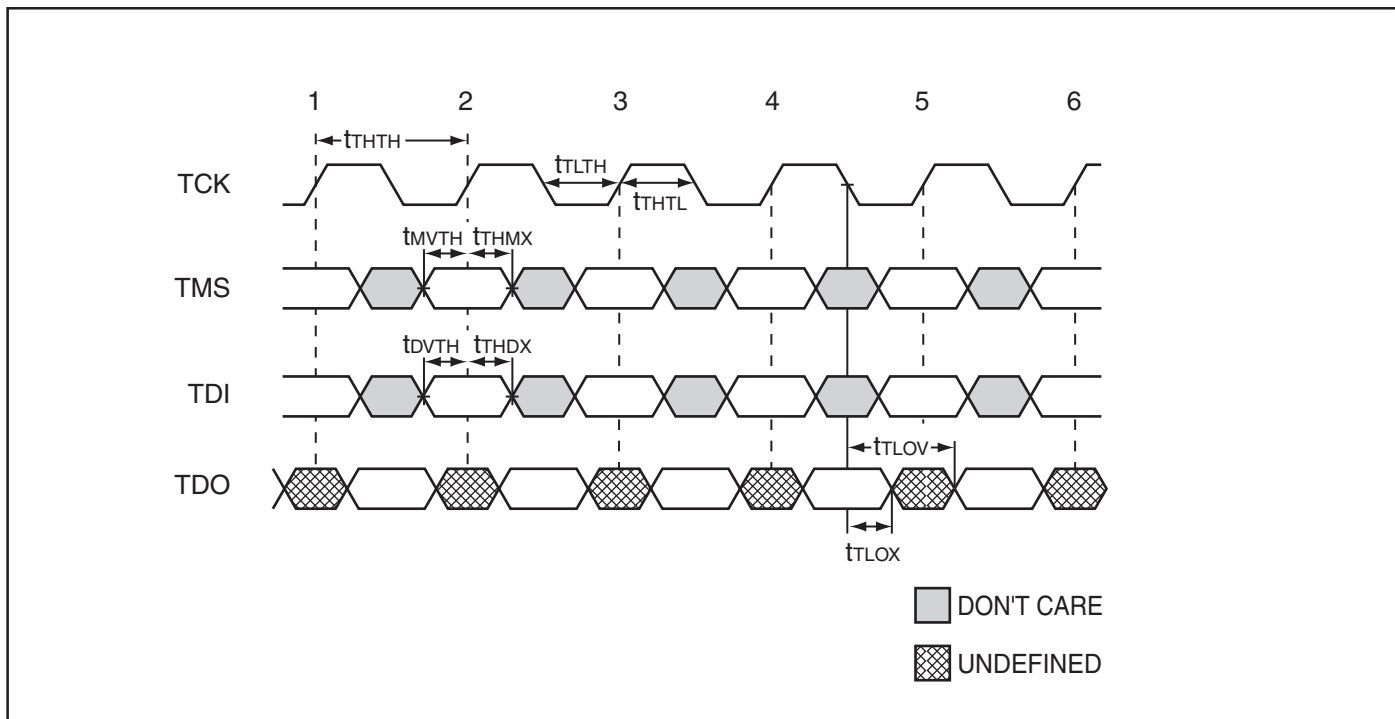 1 2 3 4 5 6
tTHTH
tTLTH
TCK
tTHTL
tMVTH tTHMX
TMS
tDVTH tTHDX
TDI
tTLOV
TDO
tTLOX
DON'T CARE
UNDEFINED